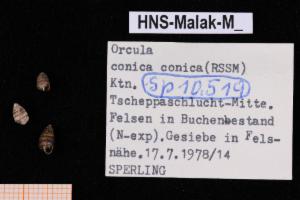 HNS-Malak-M_
Orcula
conica conica(RSSM)
Ktn. Sp 10.519
Tscheppaschlucht-Mitte.
Felsen in Buchenbestand
(N-exp).Gesiebe in Fels-
nähe.17.7.1978/14
SPERLING